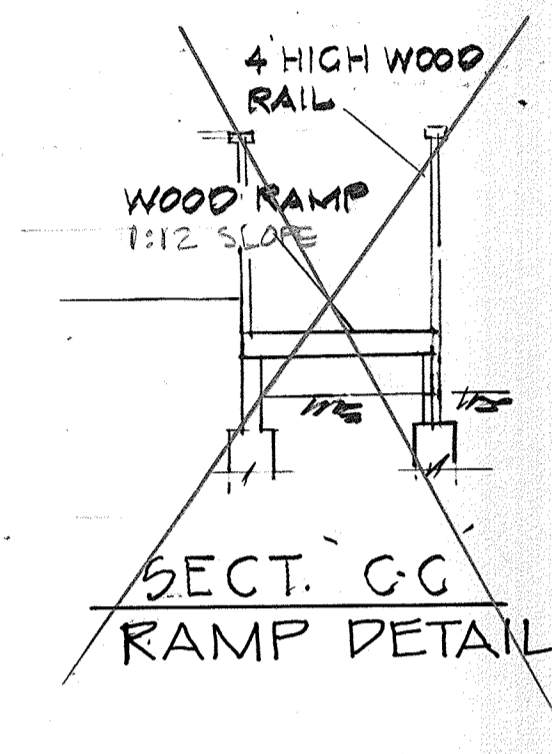 4' HIGH WOOD
RAIL
WOOD RAMP
1:12 SLOPE
SECT. C-C
RAMP DETAIL